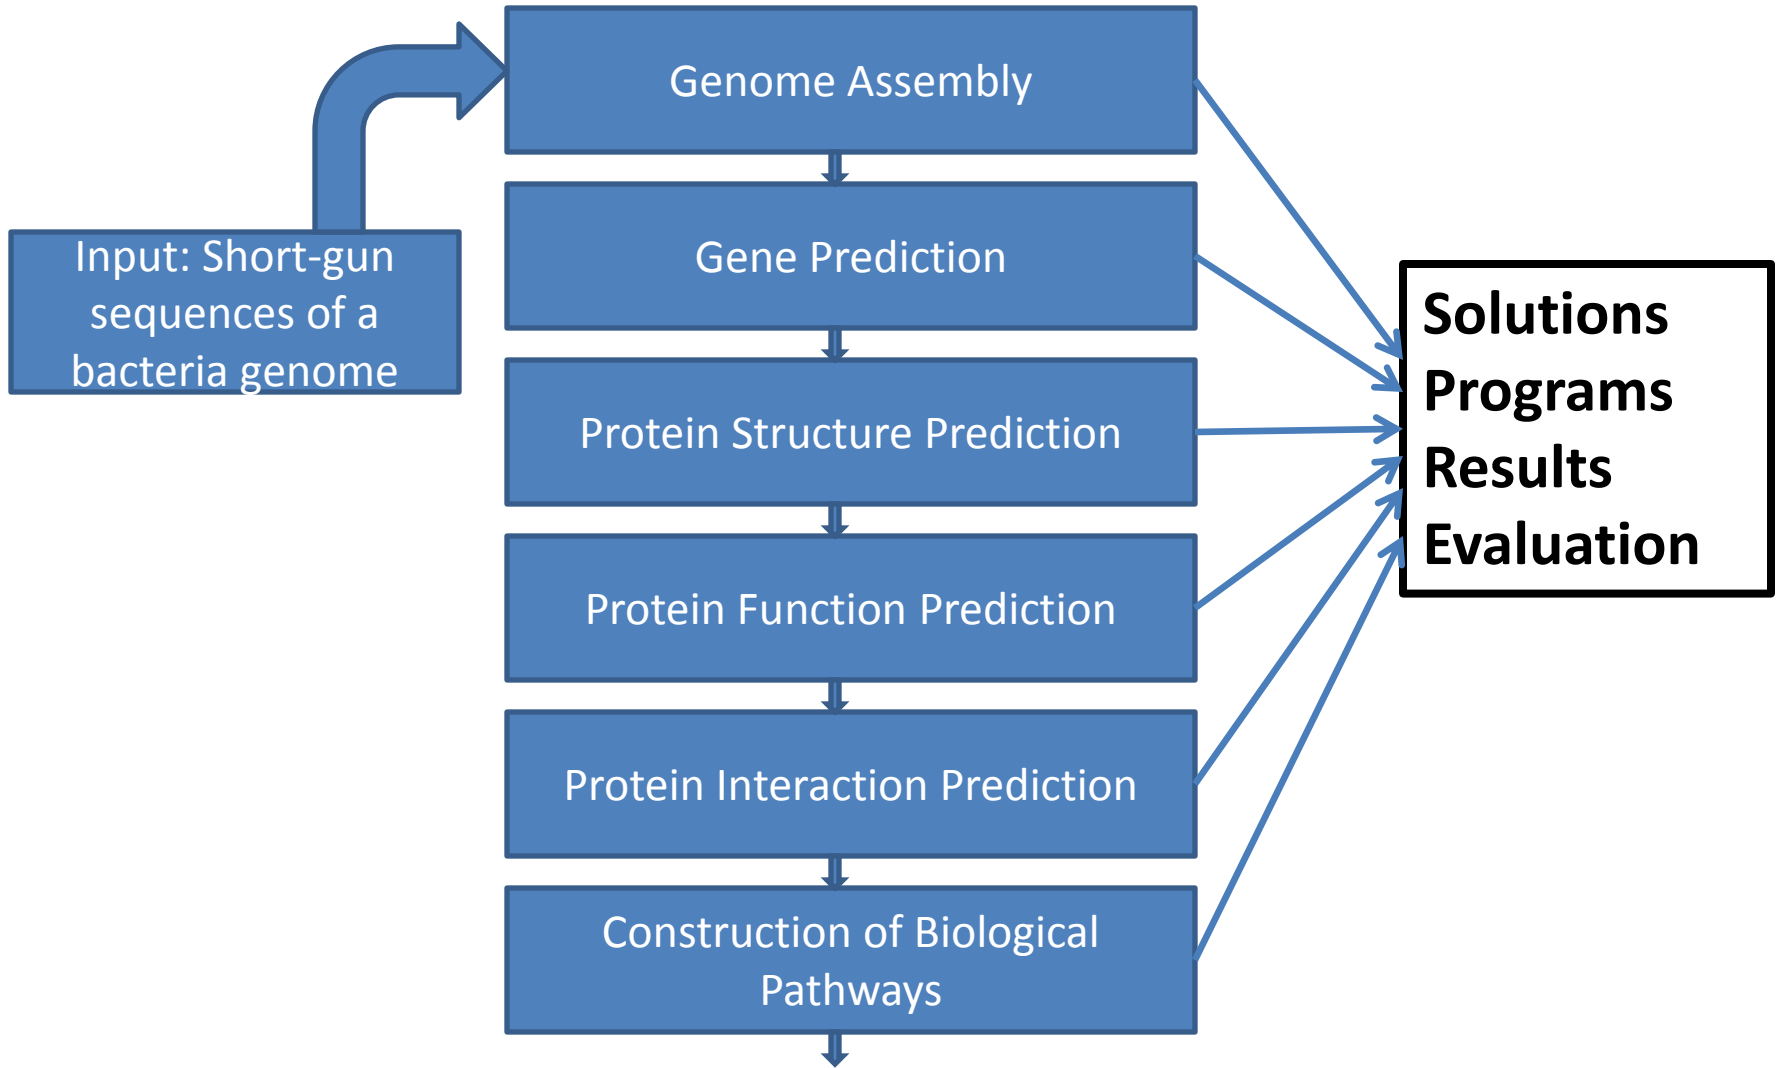 Genome Assembly
Input: Short-gun
sequences of a
bacteria genome
Gene Prediction
Protein Structure Prediction
Protein Function Prediction
Protein Interaction Prediction
Construction of Biological
Pathways
Solutions
Programs
Results
Evaluation